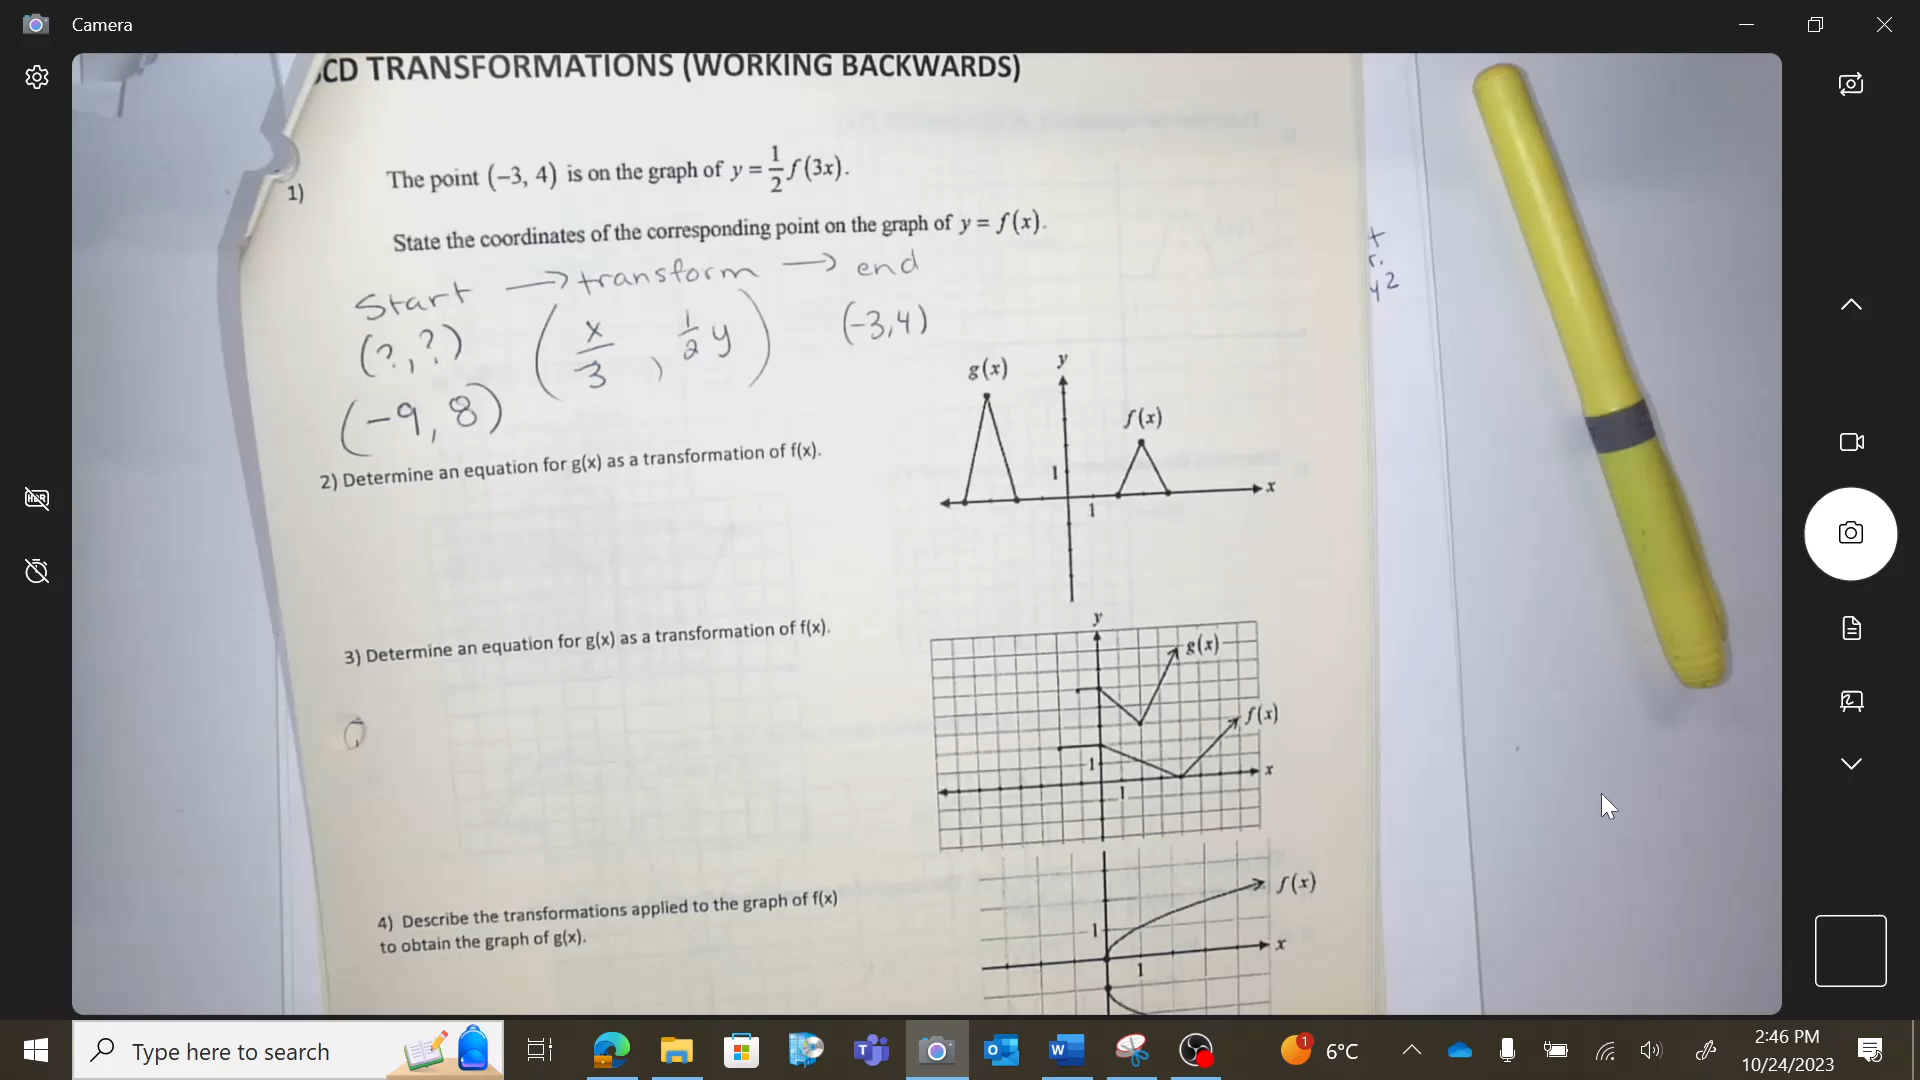 Camera
CD TRANSFORMATIONS (WORKING BACKWARDS)
1)
The point (−3, 4) is on the graph of y = 1/2 f(3x).
State the coordinates of the corresponding point on the graph of y = f(x).
Start → transform → end
(?,?) (x/3, 1/2 y) (-3,4)
(-9, 8)
2) Determine an equation for g(x) as a transformation of f(x).
g(x)
y
f(x)
1
x
1
3) Determine an equation for g(x) as a transformation of f(x).
y
g(x)
f(x)
1
x
1
4) Describe the transformations applied to the graph of f(x)
to obtain the graph of g(x).
f(x)
1
x
1
+
r.
y2
HDR
Type here to search
1
6°C
2:46 PM
10/24/2023